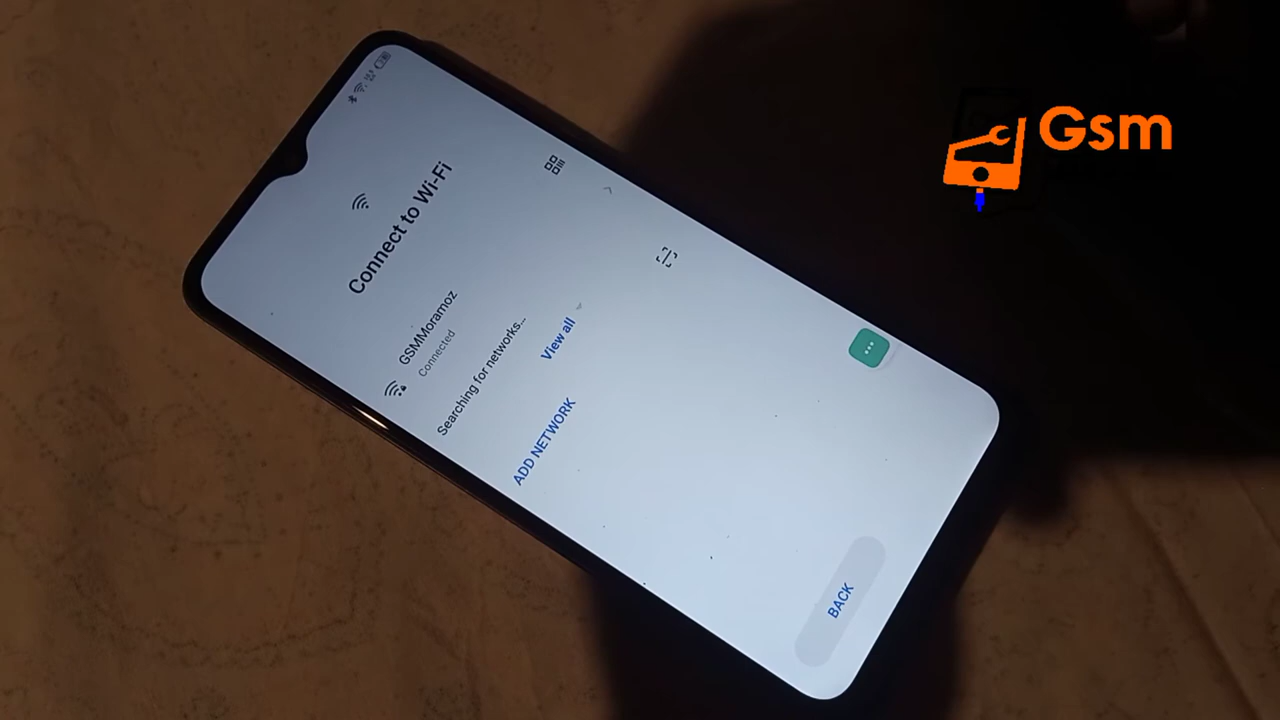 Gsm
Connect to Wi-Fi
GSMMoramoz
Connected
Searching for networks...
View all
ADD NETWORK
BACK